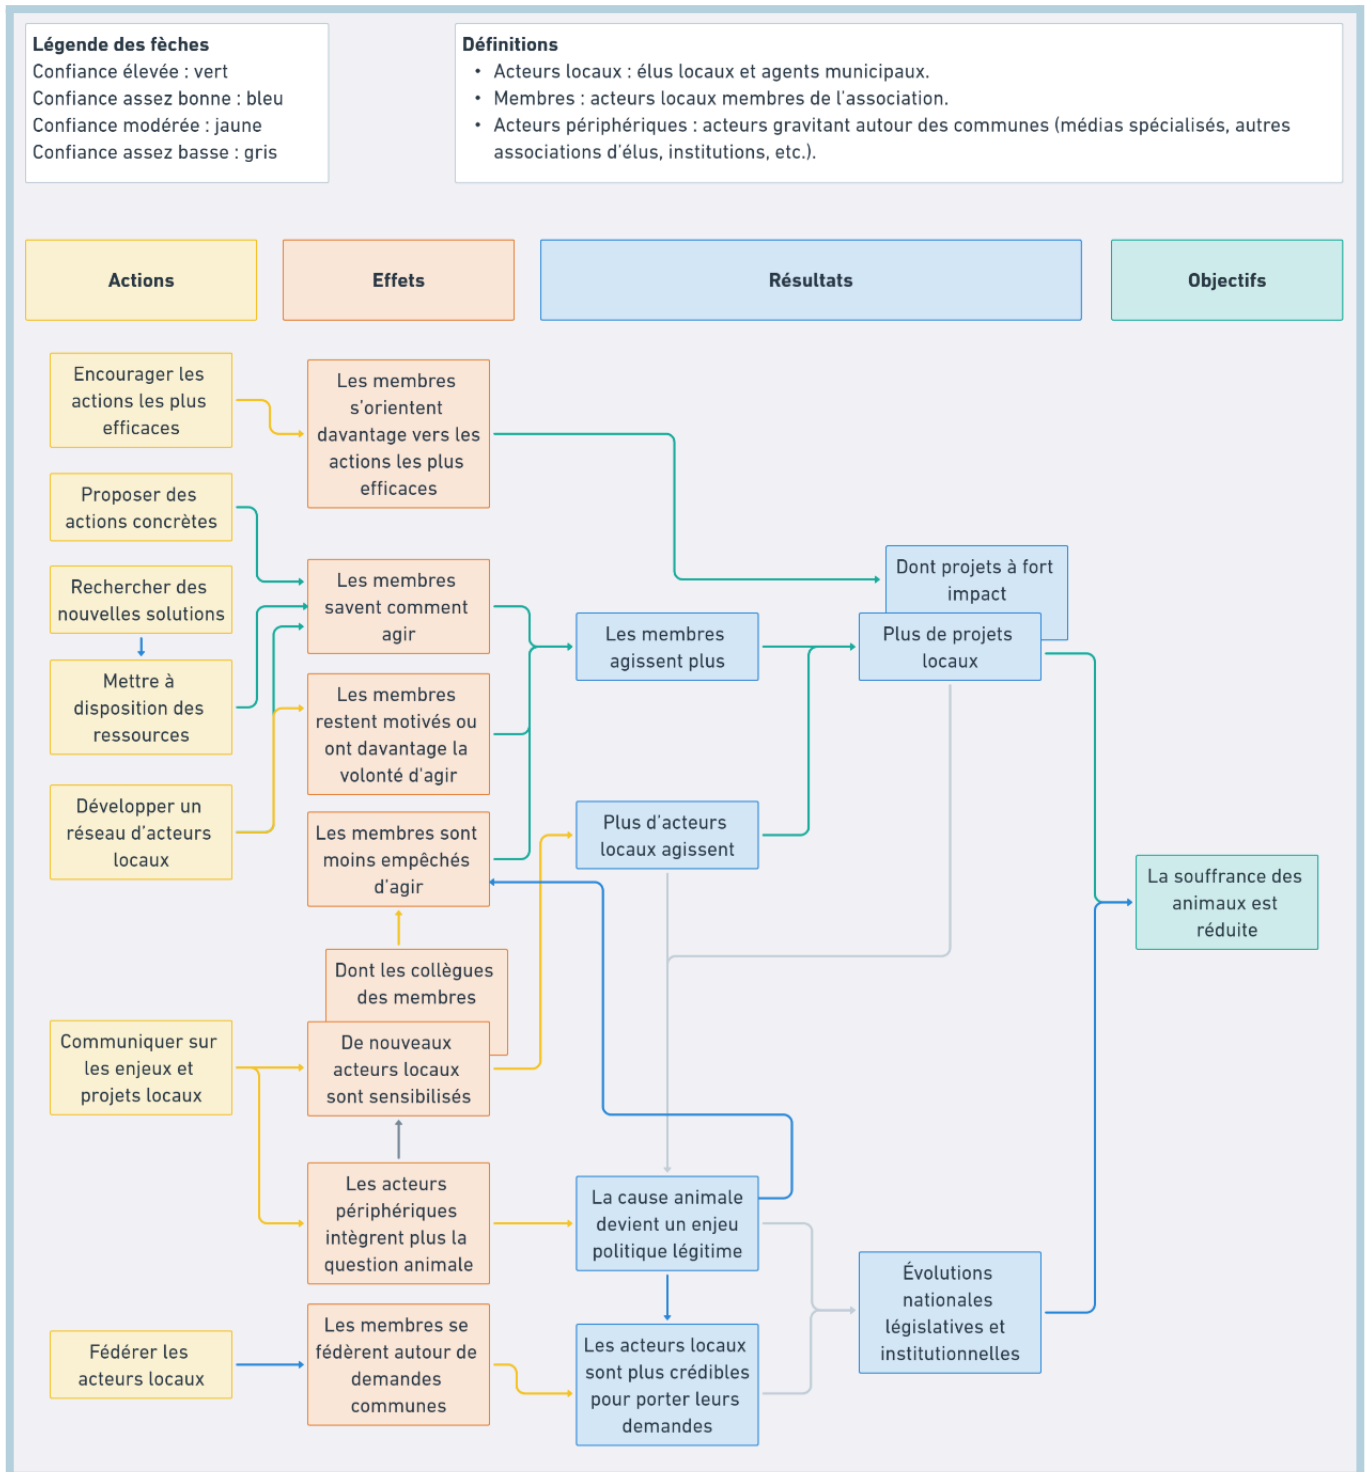 Légende des fèches
Confiance élevée : vert
Confiance assez bonne : bleu
Confiance modérée : jaune
Confiance assez basse : gris
Définitions
• Acteurs locaux : élus locaux et agents municipaux.
• Membres : acteurs locaux membres de l'association.
• Acteurs périphériques : acteurs gravitant autour des communes (médias spécialisés, autres
associations d'élus, institutions, etc.).
Actions
Effets
Résultats
Objectifs
Encourager les
actions les plus
efficaces
Proposer des
actions concrètes
Rechercher des
nouvelles solutions
Mettre à
disposition des
ressources
Développer un
réseau d'acteurs
locaux
Communiquer sur
les enjeux et
projets locaux
Fédérer les
acteurs locaux
Les membres
s'orientent
davantage vers les
actions les plus
efficaces
Les membres
savent comment
agir
Les membres
restent motivés ou
ont davantage la
volonté d'agir
Les membres sont
moins empêchés
d'agir
Dont les collègues
des membres
De nouveaux
acteurs locaux
sont sensibilisés
Les acteurs
périphériques
intègrent plus la
question animale
Les membres se
fédèrent autour de
demandes
communes
Les membres
agissent plus
Plus d'acteurs
locaux agissent
La cause animale
devient un enjeu
politique légitime
Les acteurs locaux
sont plus crédibles
pour porter leurs
demandes
Dont projets à fort
impact
Plus de projets
locaux
Évolutions
nationales
législatives et
institutionnelles
La souffrance des
animaux est
réduite